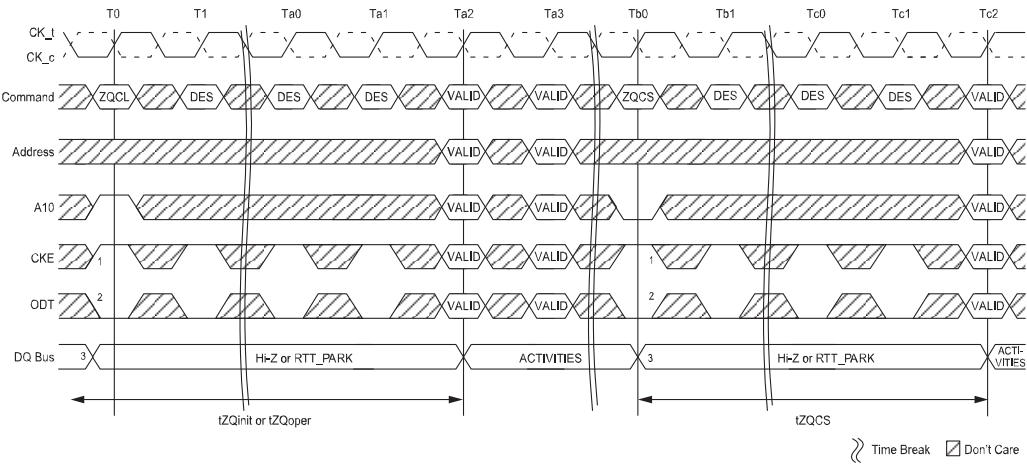 T0 T1 Ta0 Ta1 Ta2 Ta3 Tb0 Tb1 Tc0 Tc1 Tc2
CK_t
CK_c
Command ZQCL DES DES DES VALID VALID ZQCS DES DES DES VALID
Address VALID VALID VALID
A10 VALID VALID VALID
CKE 1 VALID VALID 1 VALID
ODT 2 VALID 2 VALID
DQ Bus 3 Hi-Z or RTT_PARK ACTIVITIES 3 Hi-Z or RTT_PARK ACTI-
VITIES
tZQinit or tZQoper tZQCS
Time Break Don't Care